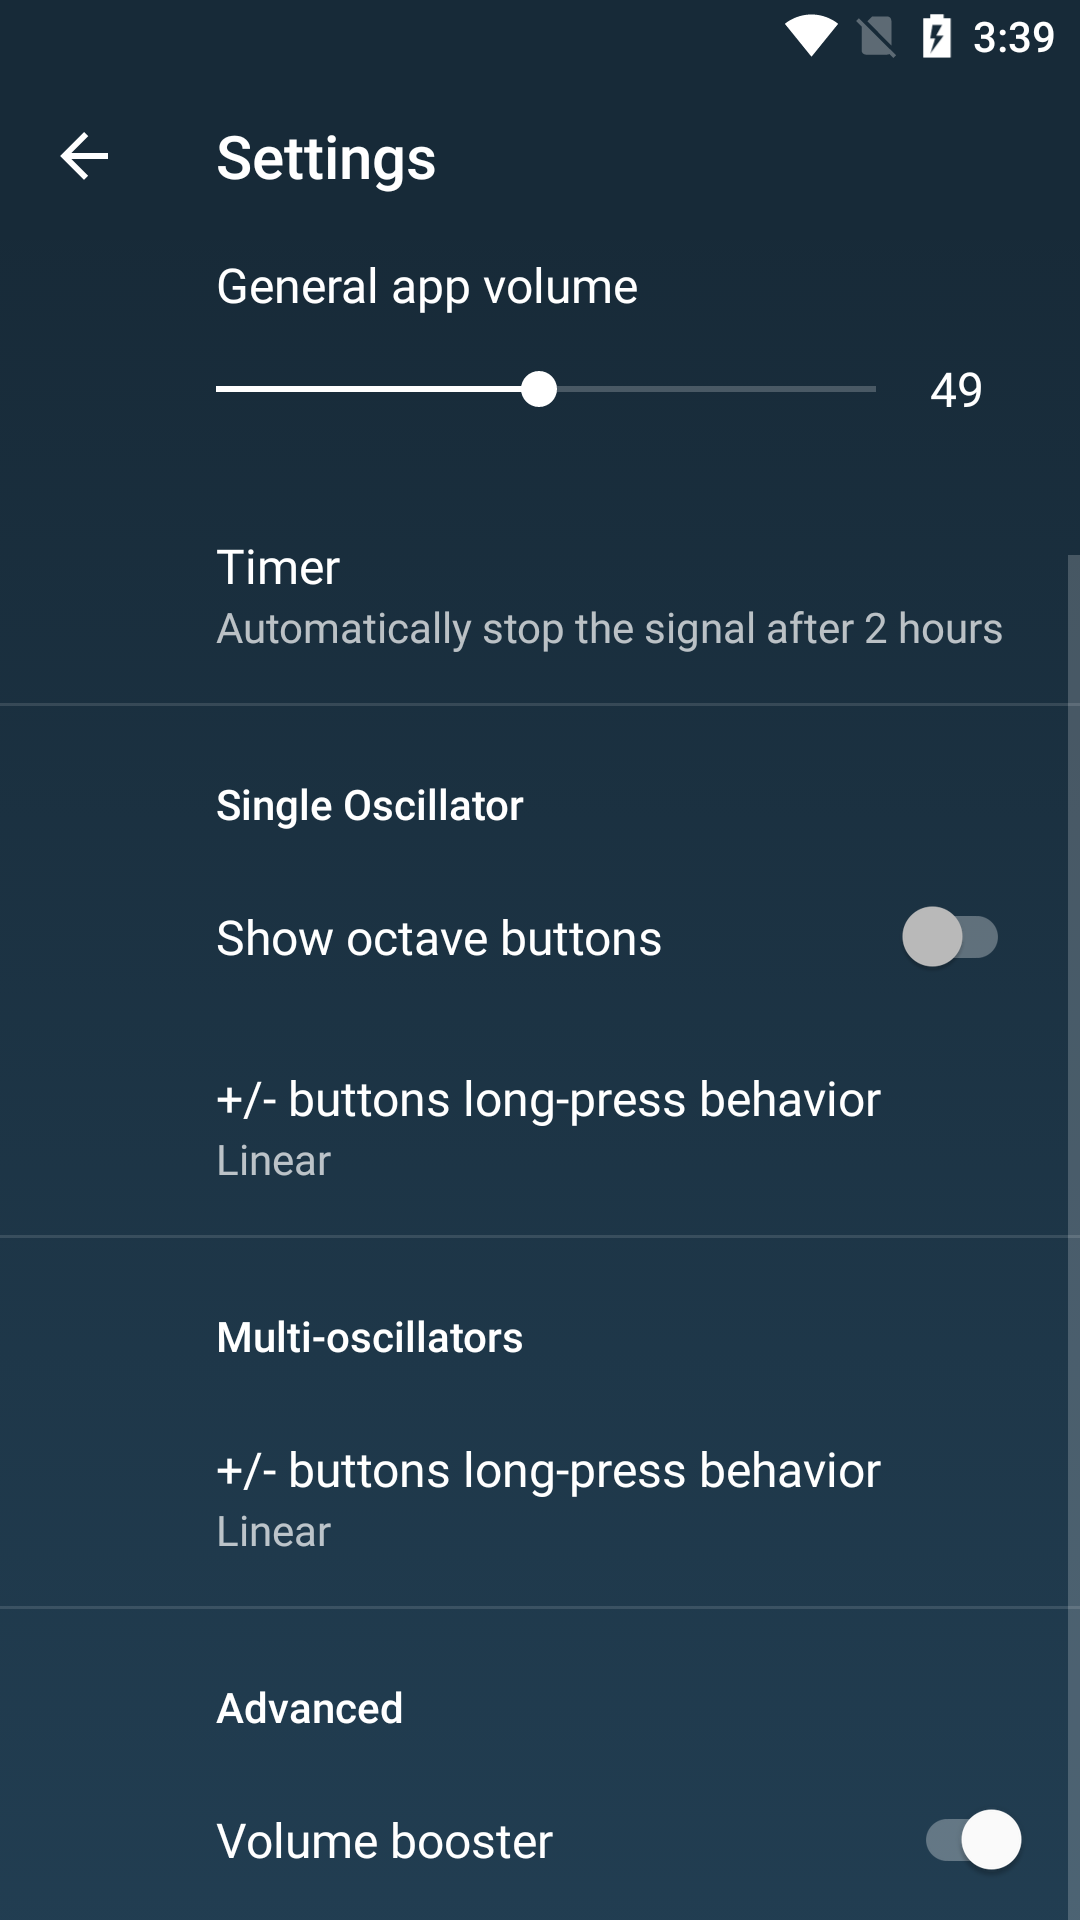 3:39
Settings
General app volume
49
Timer
Automatically stop the signal after 2 hours
Single Oscillator
Show octave buttons
+/- buttons long-press behavior
Linear
Multi-oscillators
+/- buttons long-press behavior
Linear
Advanced
Volume booster